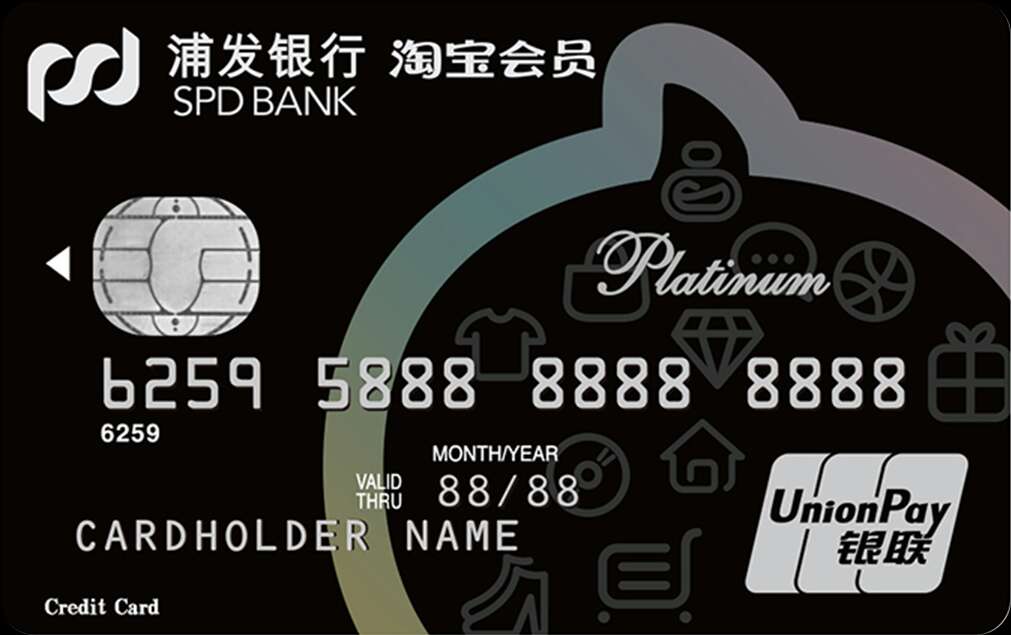 浦发银行 淘宝会员
SPD BANK
Platinum
6259 5888 8888 8888
6259
MONTH/YEAR
VALID THRU 88/88
CARDHOLDER NAME
UnionPay
银联
Credit Card